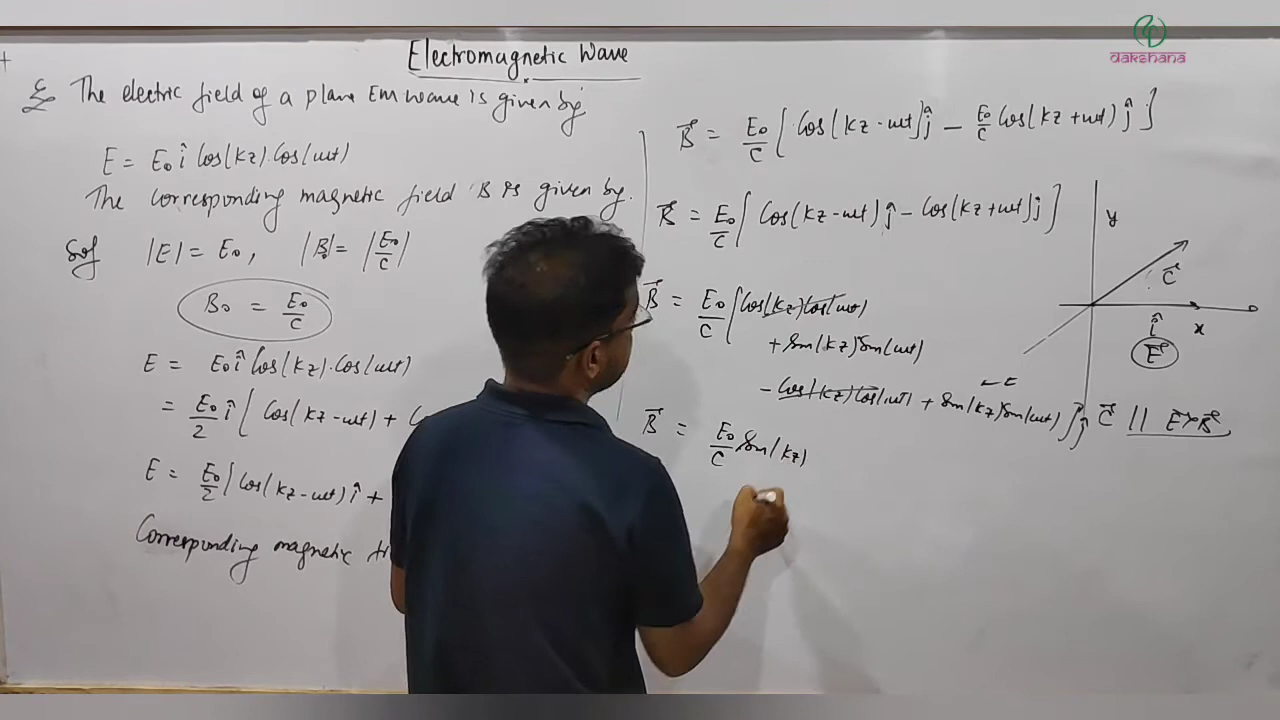 dakshana
Electromagnetic Wave
Ex The electric field of a plane EM wave is given by
E = E₀ î Cos(kz).Cos(ωt)
The Corresponding magnetic field B is given by.
Sol |E| = E₀, |B₀| = |E₀/C|
B₀ = E₀/C
E = E₀ î Cos(kz).Cos(ωt)
= E₀/2 î [ Cos(kz-ωt) +
E = E₀/2 [ Cos(kz-ωt) î +
Corresponding magnetic
B⃗ = E₀/C [ Cos(kz-ωt) ĵ - E₀/C Cos(kz+ωt) ĵ ]
B⃗ = E₀/C [ Cos(kz-ωt) ĵ - Cos(kz+ωt) ĵ ]
B⃗ = E₀/C [ Cos(kz) Cos(ωt)
+ Sin(kz) Sin(ωt)
- Cos(kz) Cos(ωt) + Sin(kz) Sin(ωt) ] ĵ
B⃗ = E₀/C Sin(kz)
y
C⃗
î x
E⃗
C⃗ || E⃗×B⃗